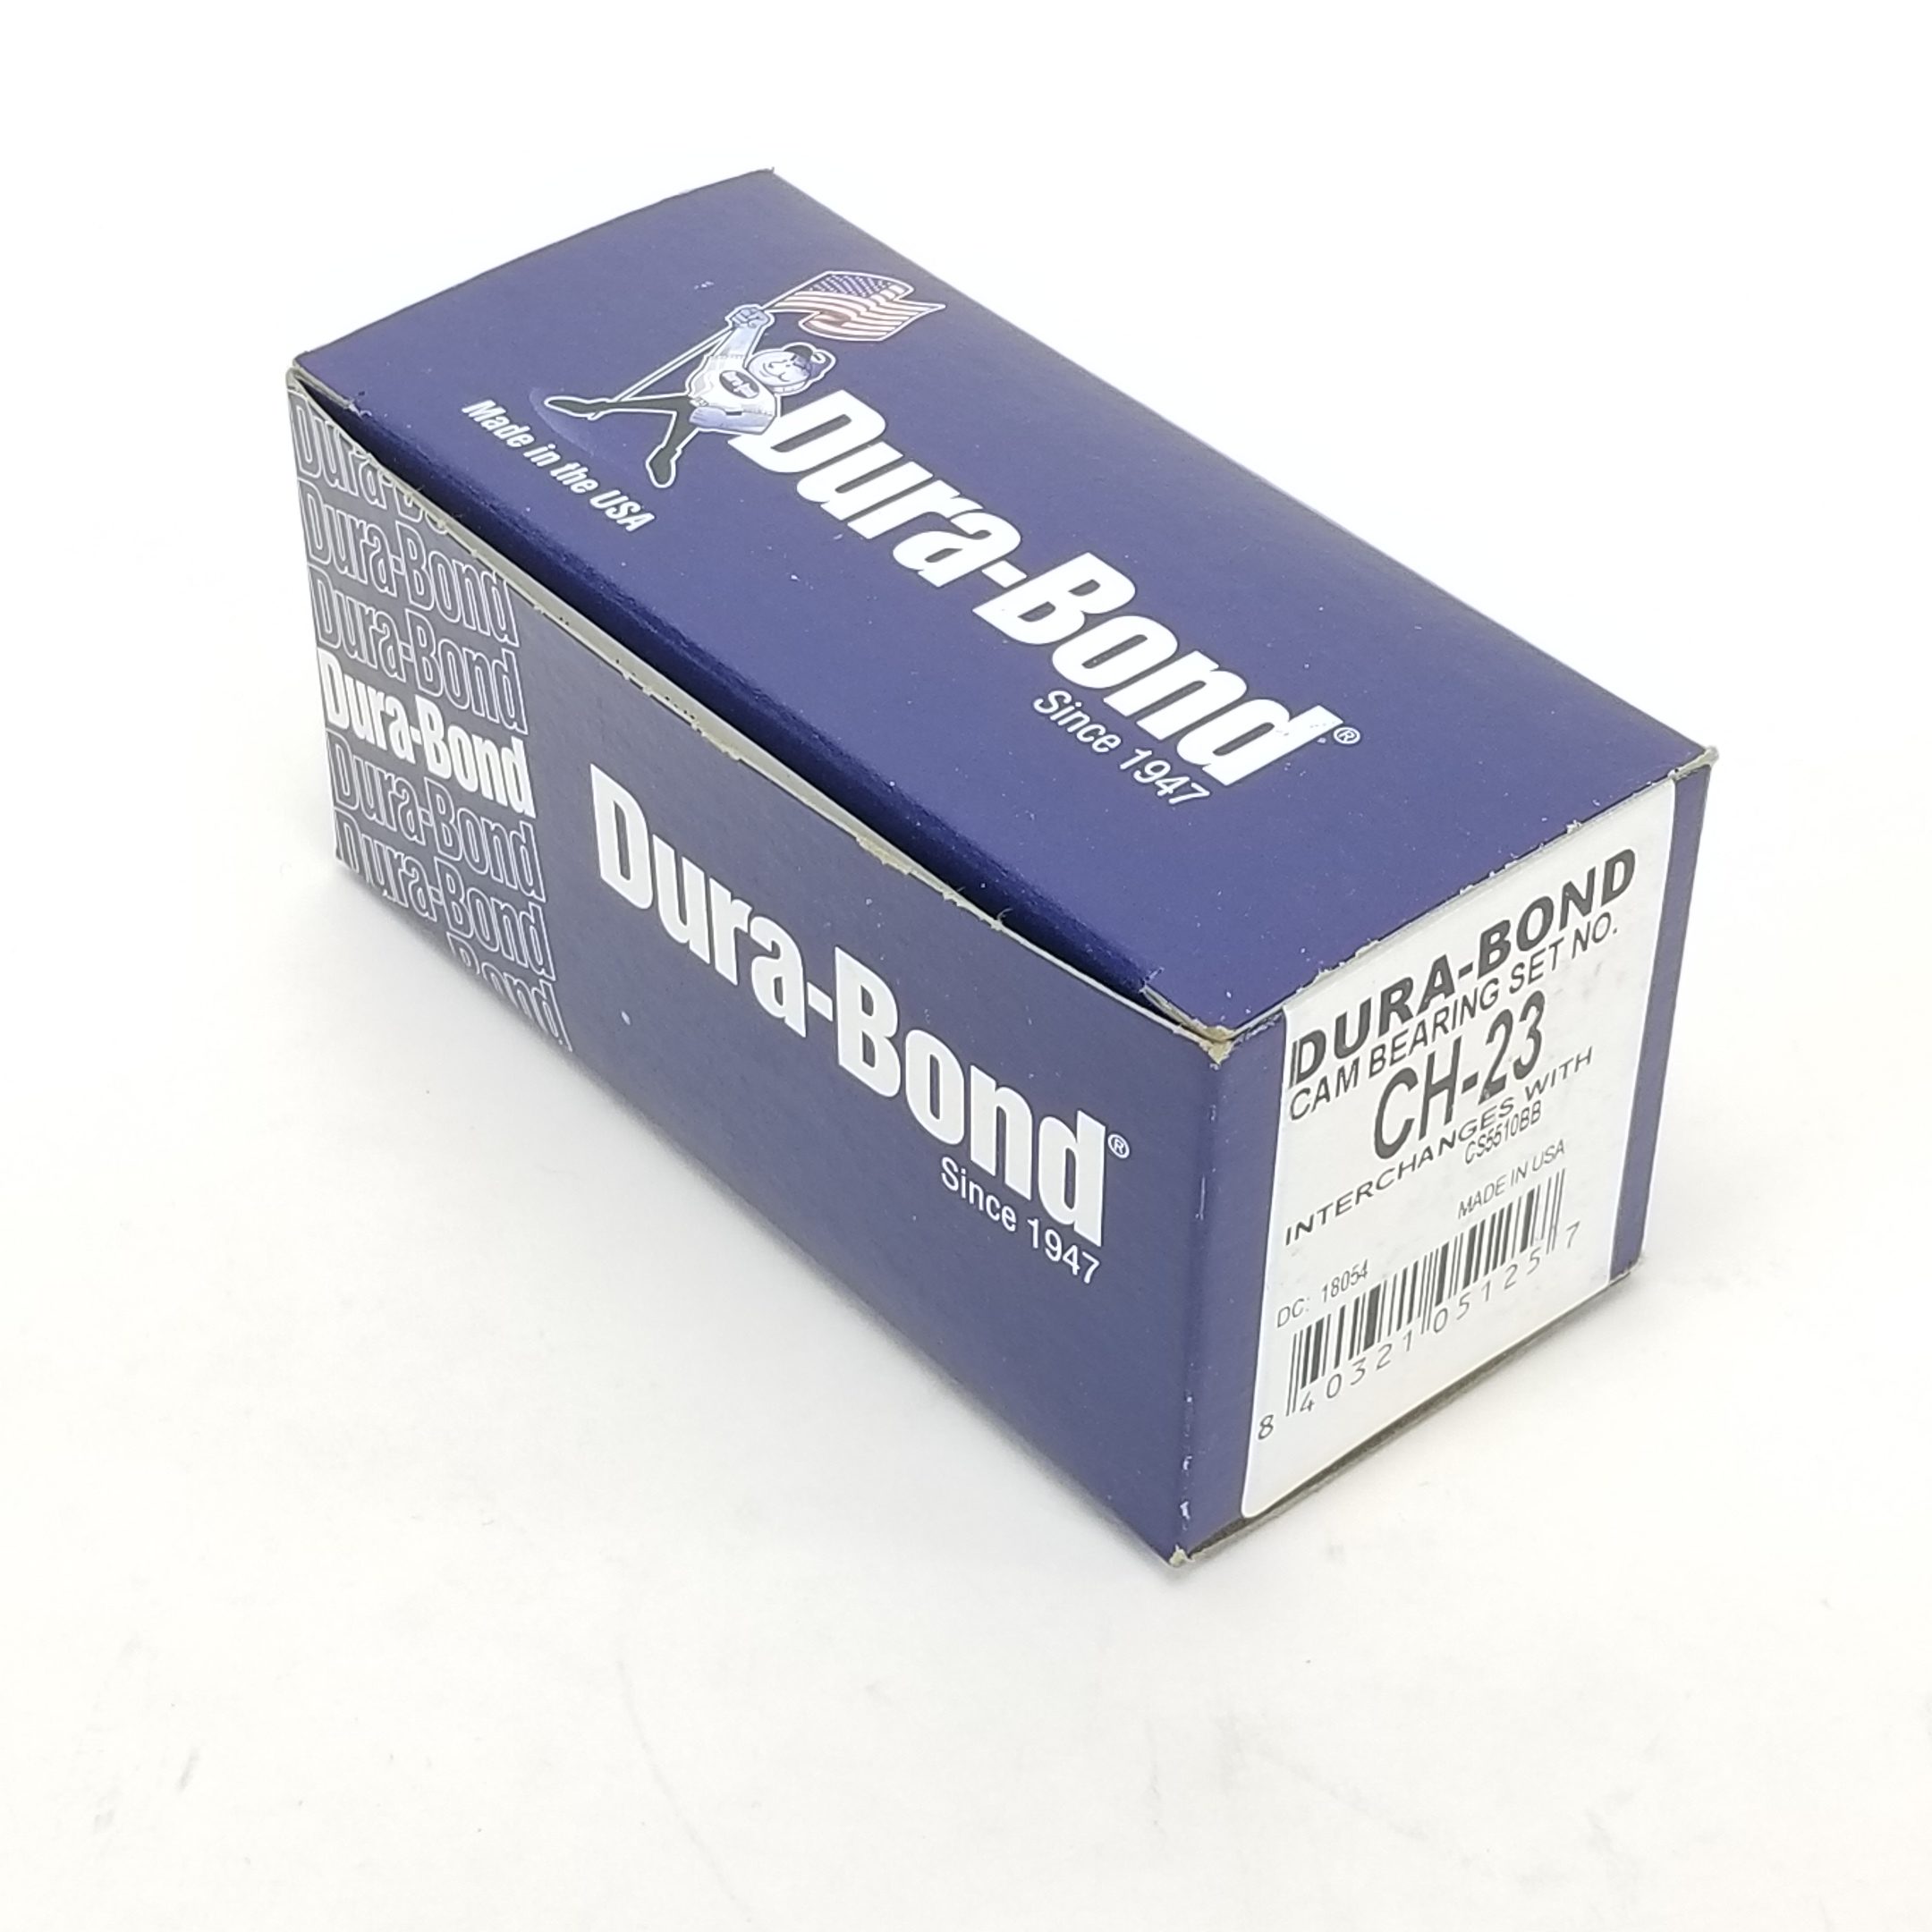 Made in the USA
Dura-Bond®
Since 1947
Dura-Bond
Dura-Bond
Dura-Bond
Dura-Bond
Dura-Bond
Dura-Bond
Bond
Dura-Bond®
Since 1947
DURA-BOND
CAM BEARING SET NO.
CH-23
INTERCHANGES WITH
CS5510BB
MADE IN USA
DC: 18054
8 40321 05125 7